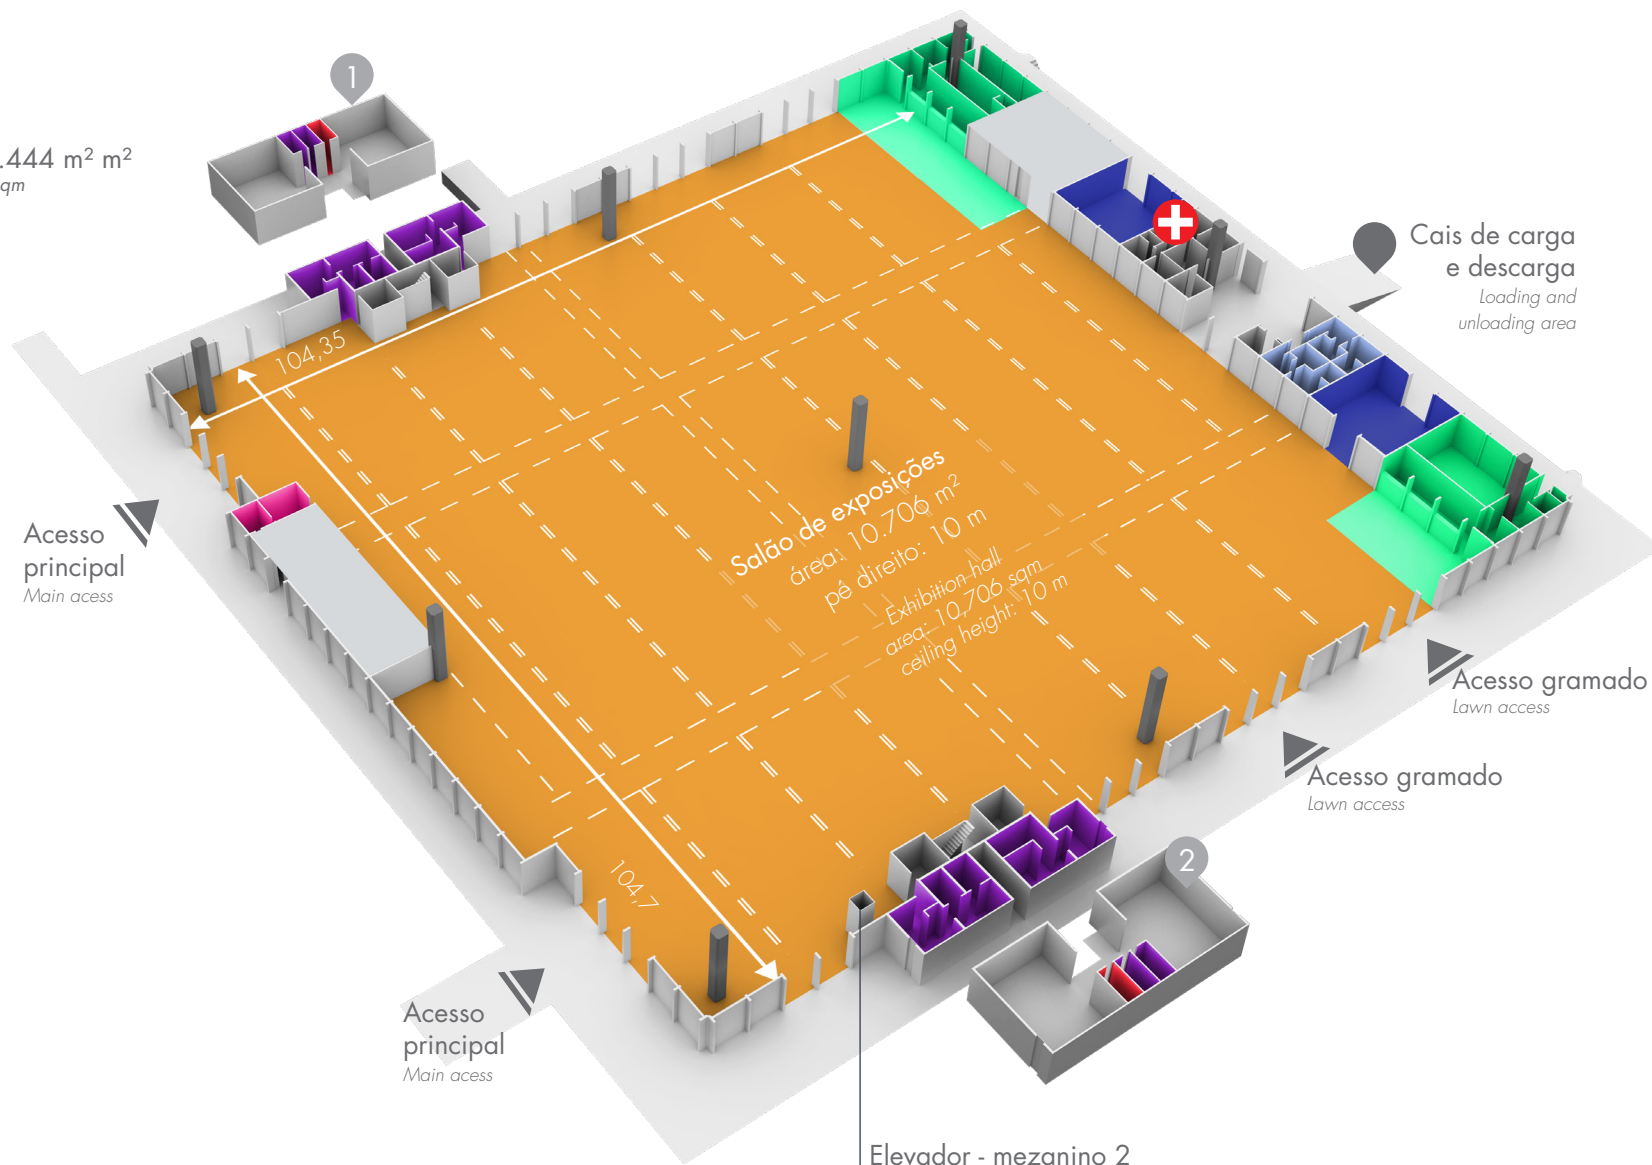 1
.444 m² m²
qm
Cais de carga
e descarga
Loading and
unloading area
104,35
Salão de exposições
área: 10.706 m²
pé direito: 10 m
Exhibition hall
area: 10,706 sqm
ceiling height: 10 m
Acesso
principal
Main acess
Acesso gramado
Lawn access
Acesso gramado
Lawn access
104,7
2
Acesso
principal
Main acess
Elevador - mezanino 2